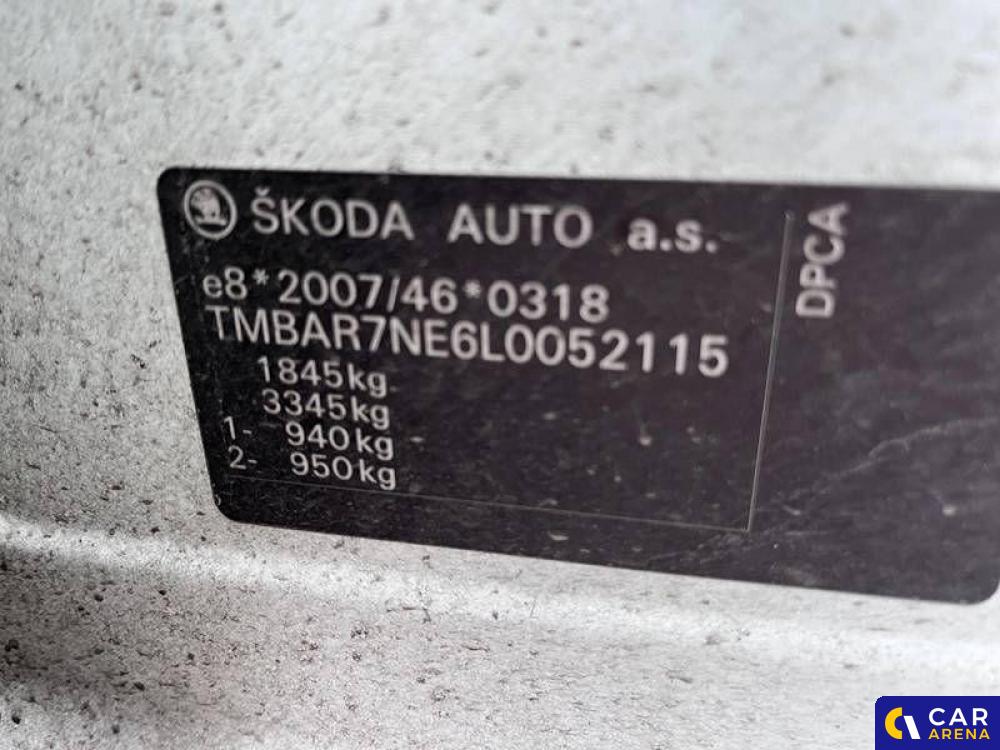 ŠKODA AUTO a.s.
e8*2007/46*0318
TMBAR7NE6L0052115
1845kg
3345kg
1- 940kg
2- 950kg
DPCA
CAR
ARENA